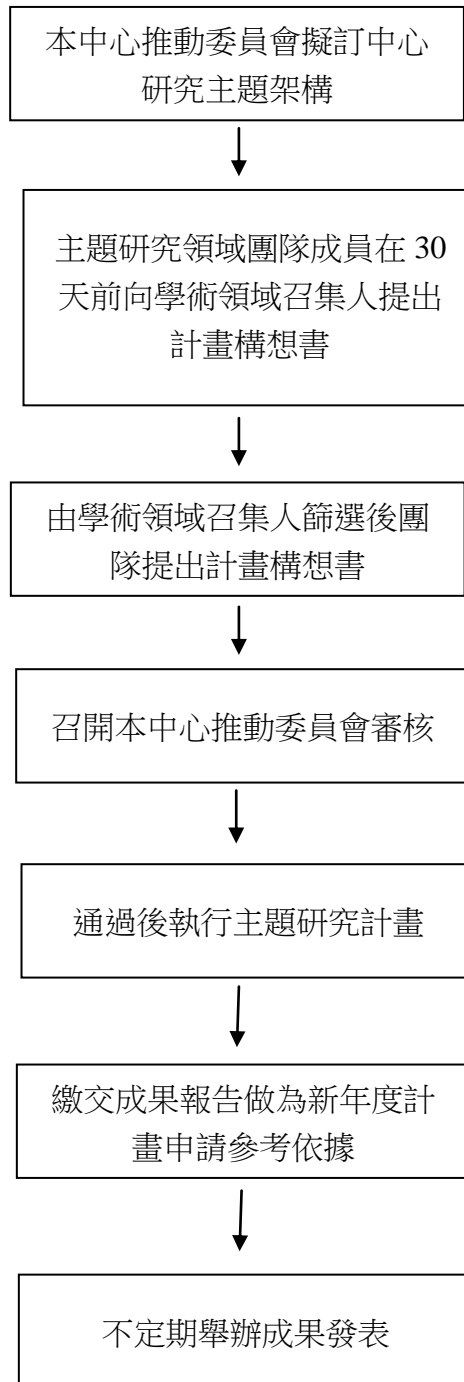 本中心推動委員會擬訂中心
研究主題架構
主題研究領域團隊成員在 30
天前向學術領域召集人提出
計畫構想書
由學術領域召集人篩選後團
隊提出計畫構想書
召開本中心推動委員會審核
通過後執行主題研究計畫
繳交成果報告做為新年度計
畫申請參考依據
不定期舉辦成果發表